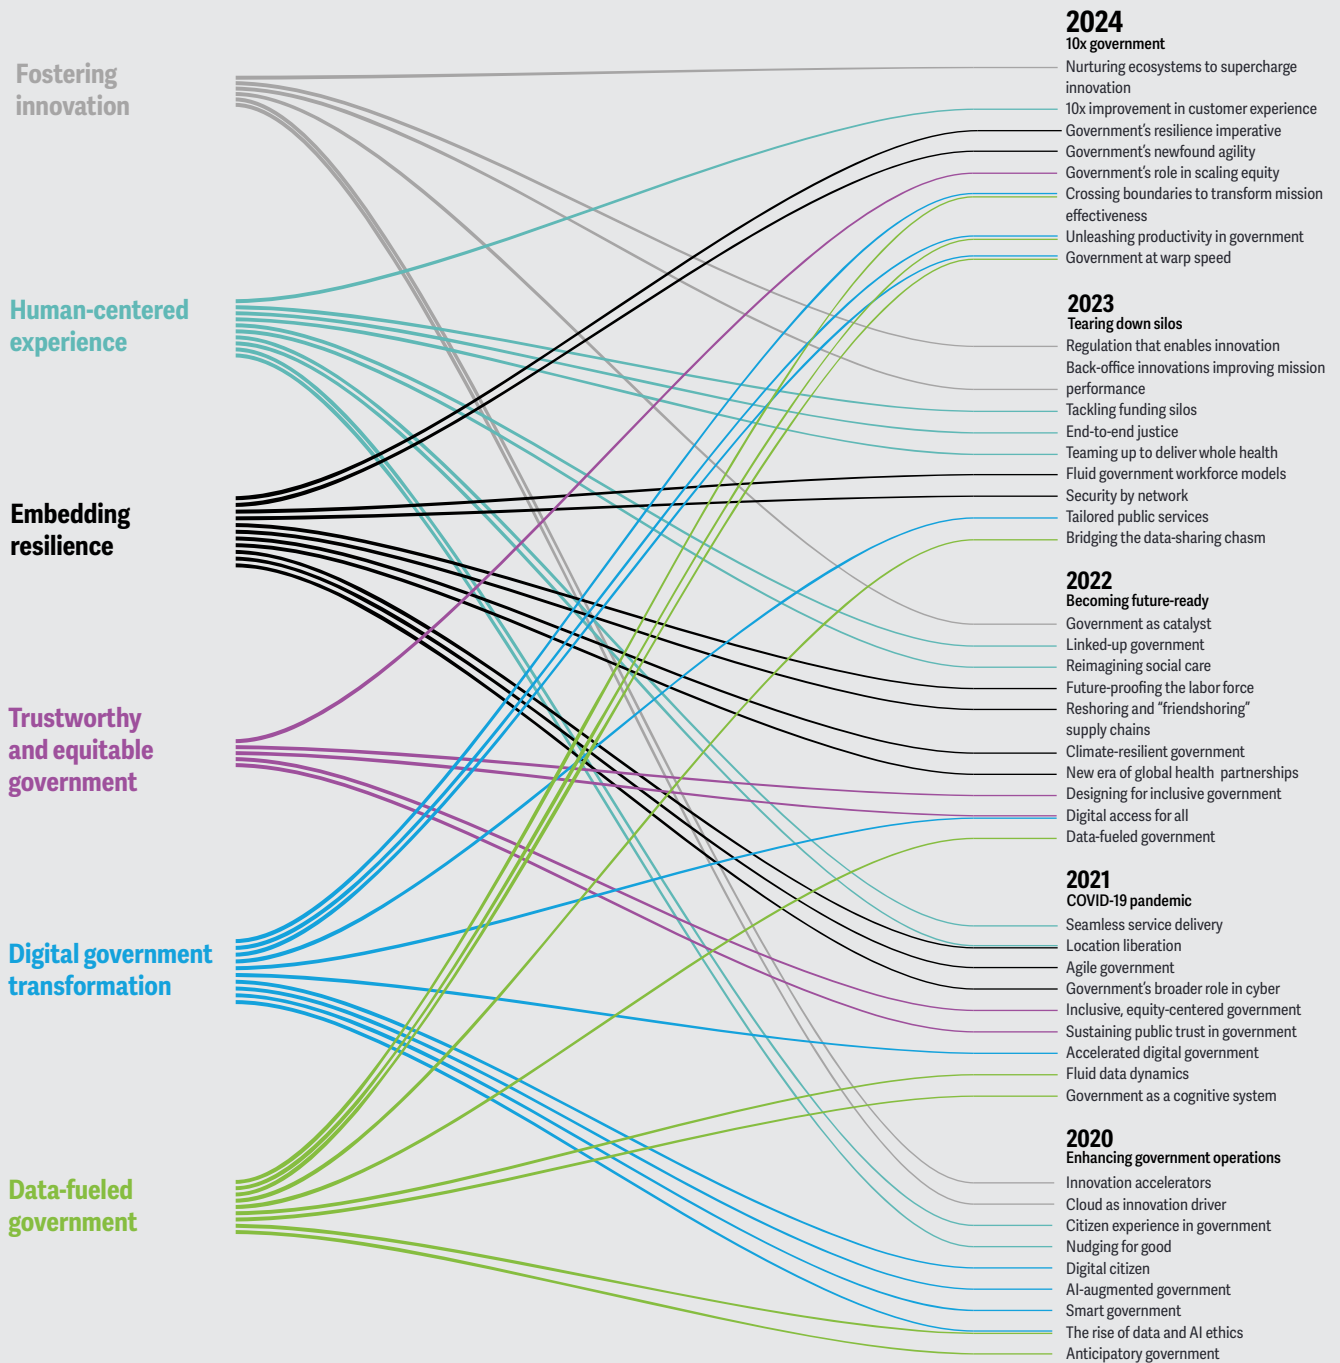 Fostering
innovation
Human-centered
experience
Embedding
resilience
Trustworthy
and equitable
government
Digital government
transformation
Data-fueled
government
2024
10x government
Nurturing ecosystems to supercharge
innovation
10x improvement in customer experience
Government's resilience imperative
Government's newfound agility
Government's role in scaling equity
Crossing boundaries to transform mission
effectiveness
Unleashing productivity in government
Government at warp speed
2023
Tearing down silos
Regulation that enables innovation
Back-office innovations improving mission
performance
Tackling funding silos
End-to-end justice
Teaming up to deliver whole health
Fluid government workforce models
Security by network
Tailored public services
Bridging the data-sharing chasm
2022
Becoming future-ready
Government as catalyst
Linked-up government
Reimagining social care
Future-proofing the labor force
Reshoring and “friendshoring”
supply chains
Climate-resilient government
New era of global health partnerships
Designing for inclusive government
Digital access for all
Data-fueled government
2021
COVID-19 pandemic
Seamless service delivery
Location liberation
Agile government
Government's broader role in cyber
Inclusive, equity-centered government
Sustaining public trust in government
Accelerated digital government
Fluid data dynamics
Government as a cognitive system
2020
Enhancing government operations
Innovation accelerators
Cloud as innovation driver
Citizen experience in government
Nudging for good
Digital citizen
AI-augmented government
Smart government
The rise of data and AI ethics
Anticipatory government